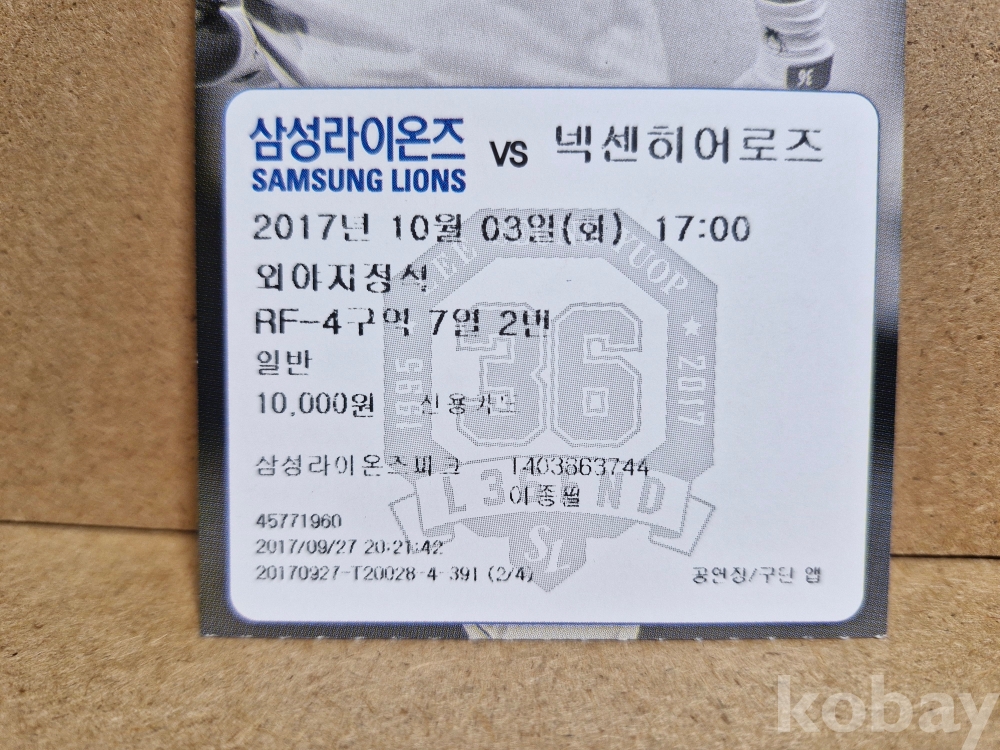 36
삼성라이온즈 VS 넥센히어로즈
SAMSUNG LIONS
2017년 10월 03일(화) 17:00
외야지정석
RF-4구역 7열 2번
일반
10,000원 신용카드
36
1995
★ 2017
삼성라이온즈파크 1403863744
이종필
L3G3ND
SL
45771960
2017/09/27 20:21:42
20170927-T20028-4-391 (2/4)
공연장/구단 앱
kobay